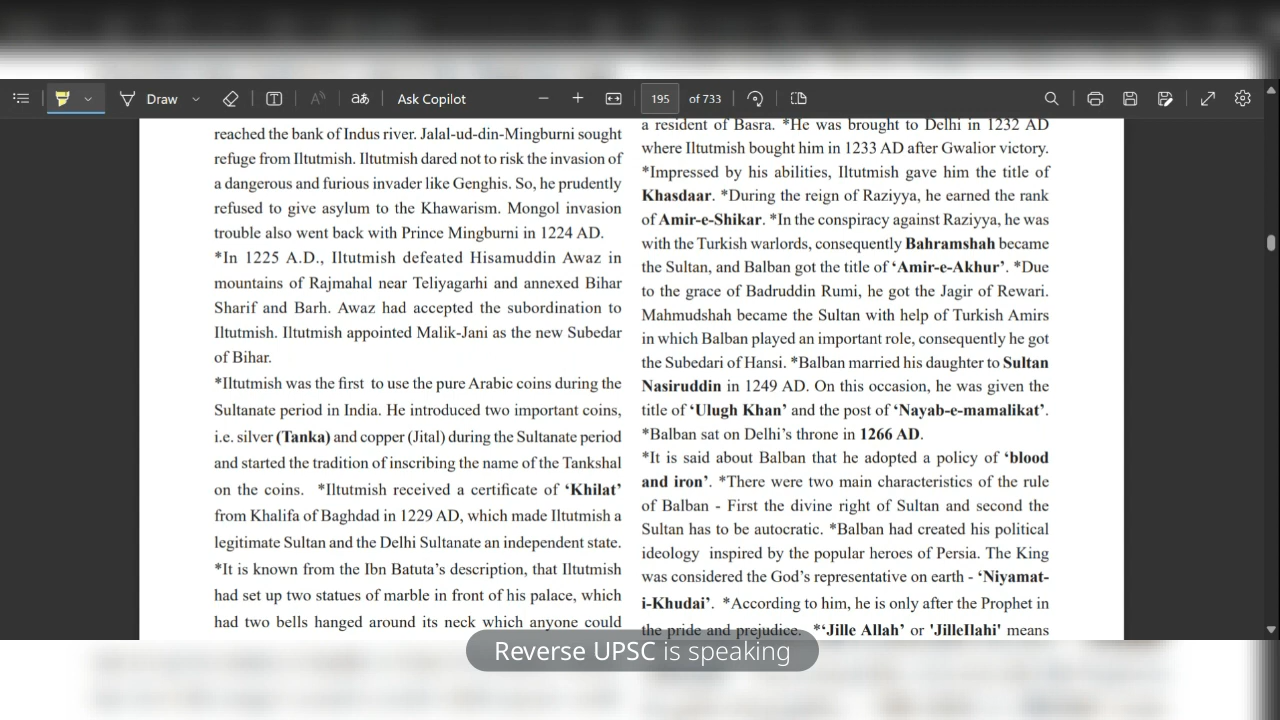 Draw
aあ
Ask Copilot
195 of 733
reached the bank of Indus river. Jalal-ud-din-Mingburni sought
refuge from Iltutmish. Iltutmish dared not to risk the invasion of
a dangerous and furious invader like Genghis. So, he prudently
refused to give asylum to the Khawarism. Mongol invasion
trouble also went back with Prince Mingburni in 1224 AD.
*In 1225 A.D., Iltutmish defeated Hisamuddin Awaz in
mountains of Rajmahal near Teliyagarhi and annexed Bihar
Sharif and Barh. Awaz had accepted the subordination to
Iltutmish. Iltutmish appointed Malik-Jani as the new Subedar
of Bihar.
*Iltutmish was the first to use the pure Arabic coins during the
Sultanate period in India. He introduced two important coins,
i.e. silver (Tanka) and copper (Jital) during the Sultanate period
and started the tradition of inscribing the name of the Tankshal
on the coins. *Iltutmish received a certificate of ‘Khilat’
from Khalifa of Baghdad in 1229 AD, which made Iltutmish a
legitimate Sultan and the Delhi Sultanate an independent state.
*It is known from the Ibn Batuta’s description, that Iltutmish
had set up two statues of marble in front of his palace, which
had two bells hanged around its neck which anyone could
a resident of Basra. *He was brought to Delhi in 1232 AD
where Iltutmish bought him in 1233 AD after Gwalior victory.
*Impressed by his abilities, Iltutmish gave him the title of
Khasdaar. *During the reign of Raziyya, he earned the rank
of Amir-e-Shikar. *In the conspiracy against Raziyya, he was
with the Turkish warlords, consequently Bahramshah became
the Sultan, and Balban got the title of ‘Amir-e-Akhur’. *Due
to the grace of Badruddin Rumi, he got the Jagir of Rewari.
Mahmudshah became the Sultan with help of Turkish Amirs
in which Balban played an important role, consequently he got
the Subedari of Hansi. *Balban married his daughter to Sultan
Nasiruddin in 1249 AD. On this occasion, he was given the
title of ‘Ulugh Khan’ and the post of ‘Nayab-e-mamalikat’.
*Balban sat on Delhi’s throne in 1266 AD.
*It is said about Balban that he adopted a policy of ‘blood
and iron’. *There were two main characteristics of the rule
of Balban - First the divine right of Sultan and second the
Sultan has to be autocratic. *Balban had created his political
ideology inspired by the popular heroes of Persia. The King
was considered the God’s representative on earth - ‘Niyamat-
i-Khudai’. *According to him, he is only after the Prophet in
the pride and prejudice. *‘Jille Allah’ or 'JilleIlahi' means
Reverse UPSC is speaking